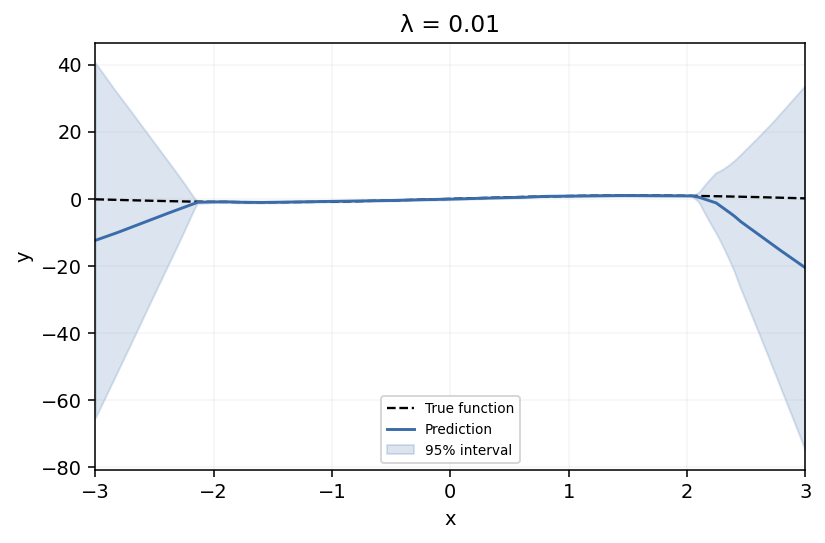 λ = 0.01
40
20
0
−20
−40
−60
−80
y
True function
Prediction
95% interval
−3 −2 −1 0 1 2 3
x